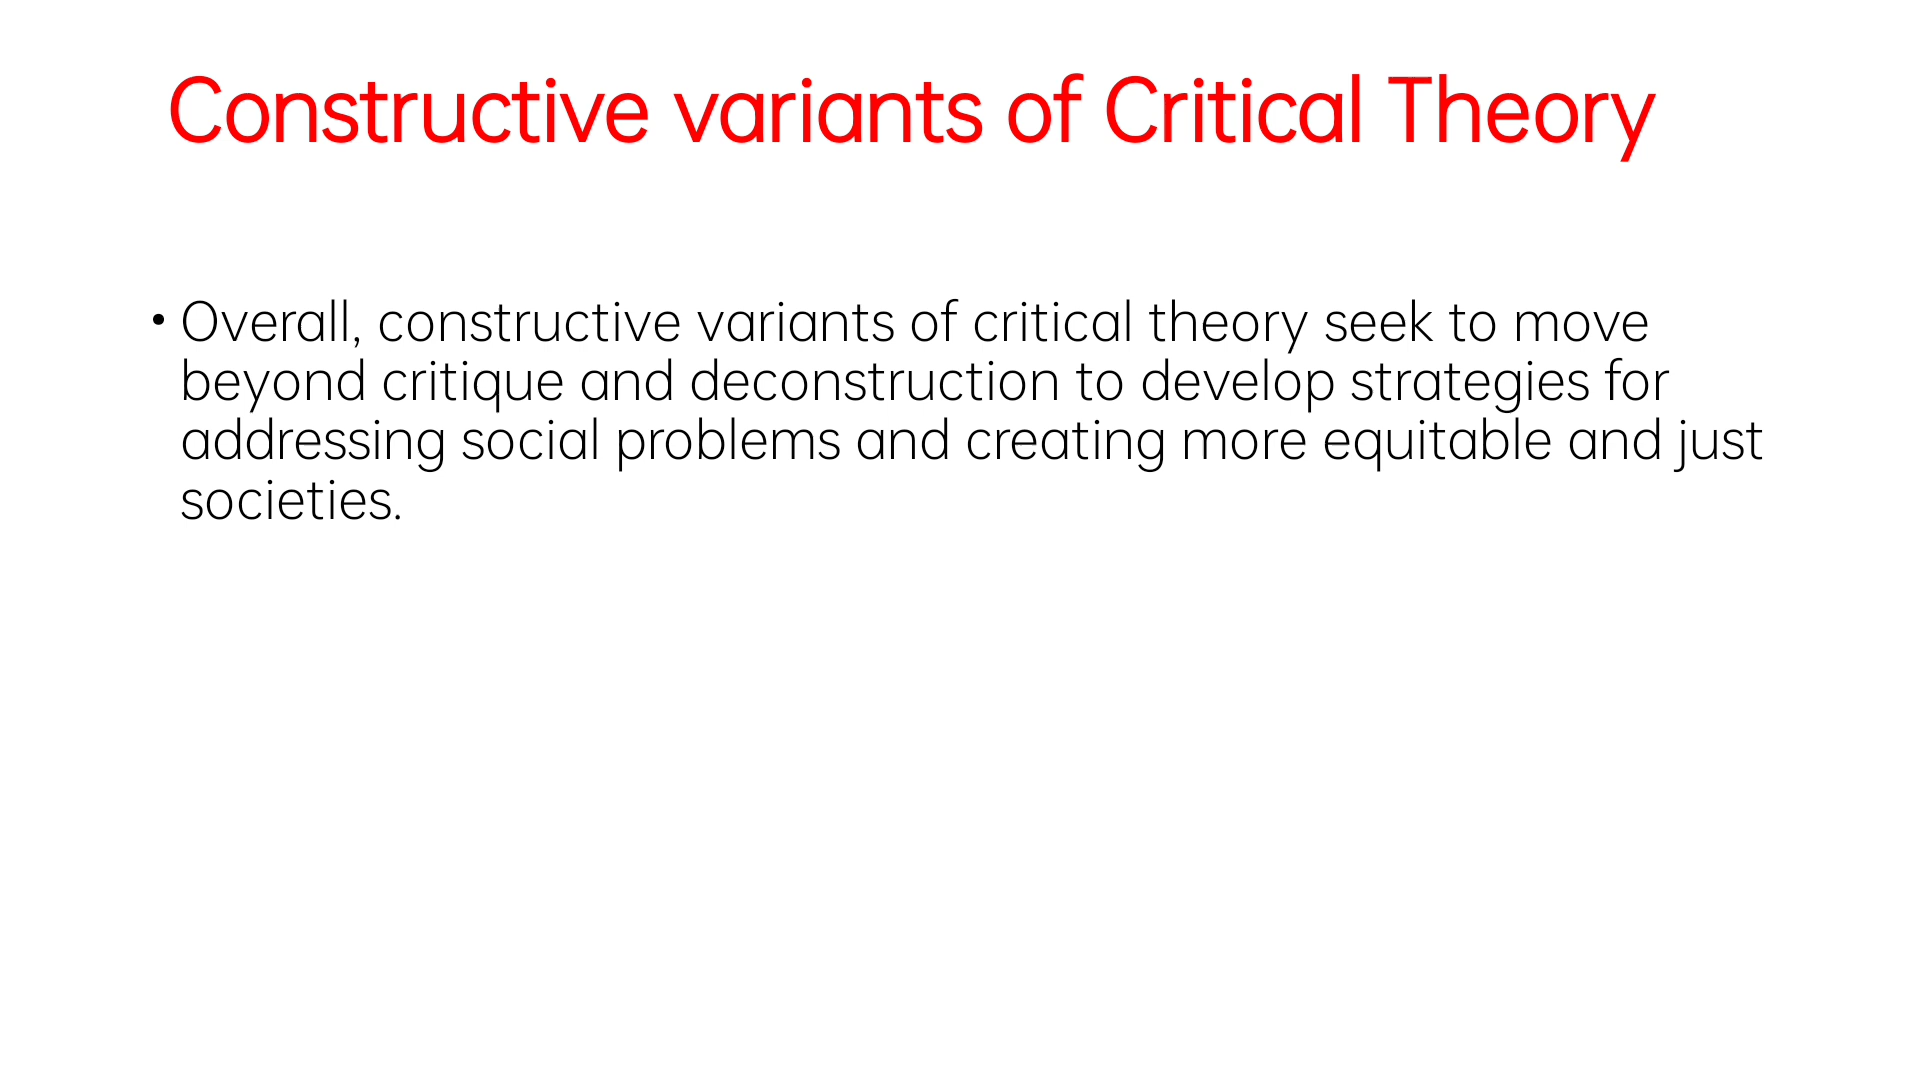 Constructive variants of Critical Theory
• Overall, constructive variants of critical theory seek to move
beyond critique and deconstruction to develop strategies for
addressing social problems and creating more equitable and just
societies.